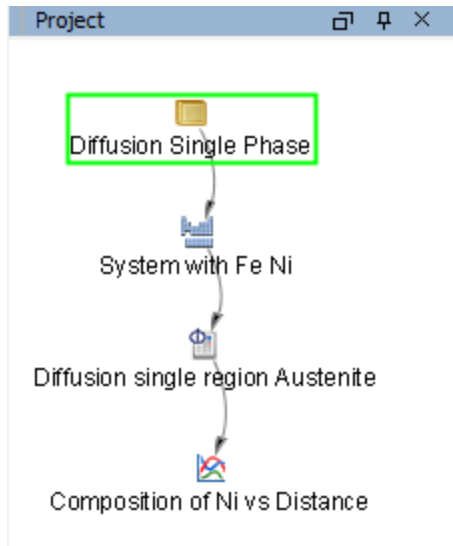 Project
Diffusion Single Phase
System with Fe Ni
Diffusion single region Austenite
Composition of Ni vs Distance